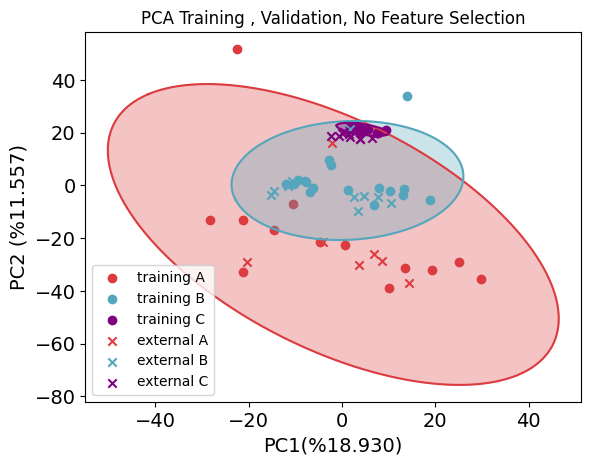 PCA Training , Validation, No Feature Selection
40
20
0
−20
−40
−60
−80
PC2 (%11.557)
training A
training B
training C
external A
external B
external C
−40
−20
0
20
40
PC1(%18.930)